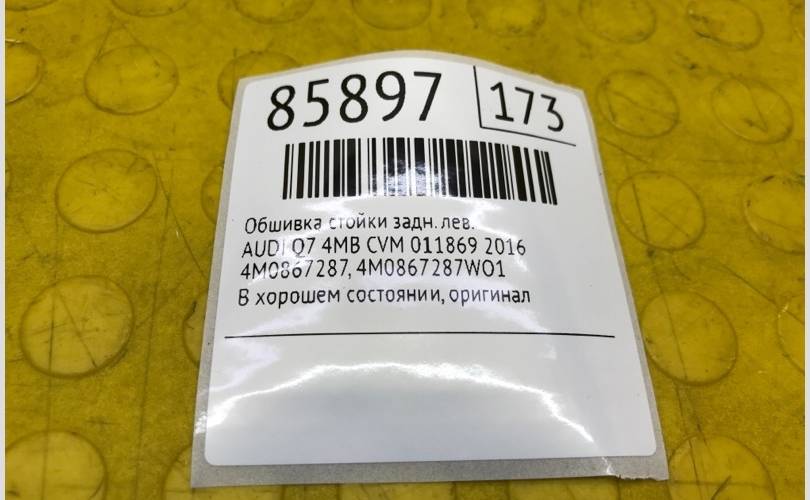 85897 173
Обшивка стойки задн. лев.
AUDI Q7 4MB CVM 011869 2016
4M0867287, 4M0867287WO1
В хорошем состоянии, оригинал